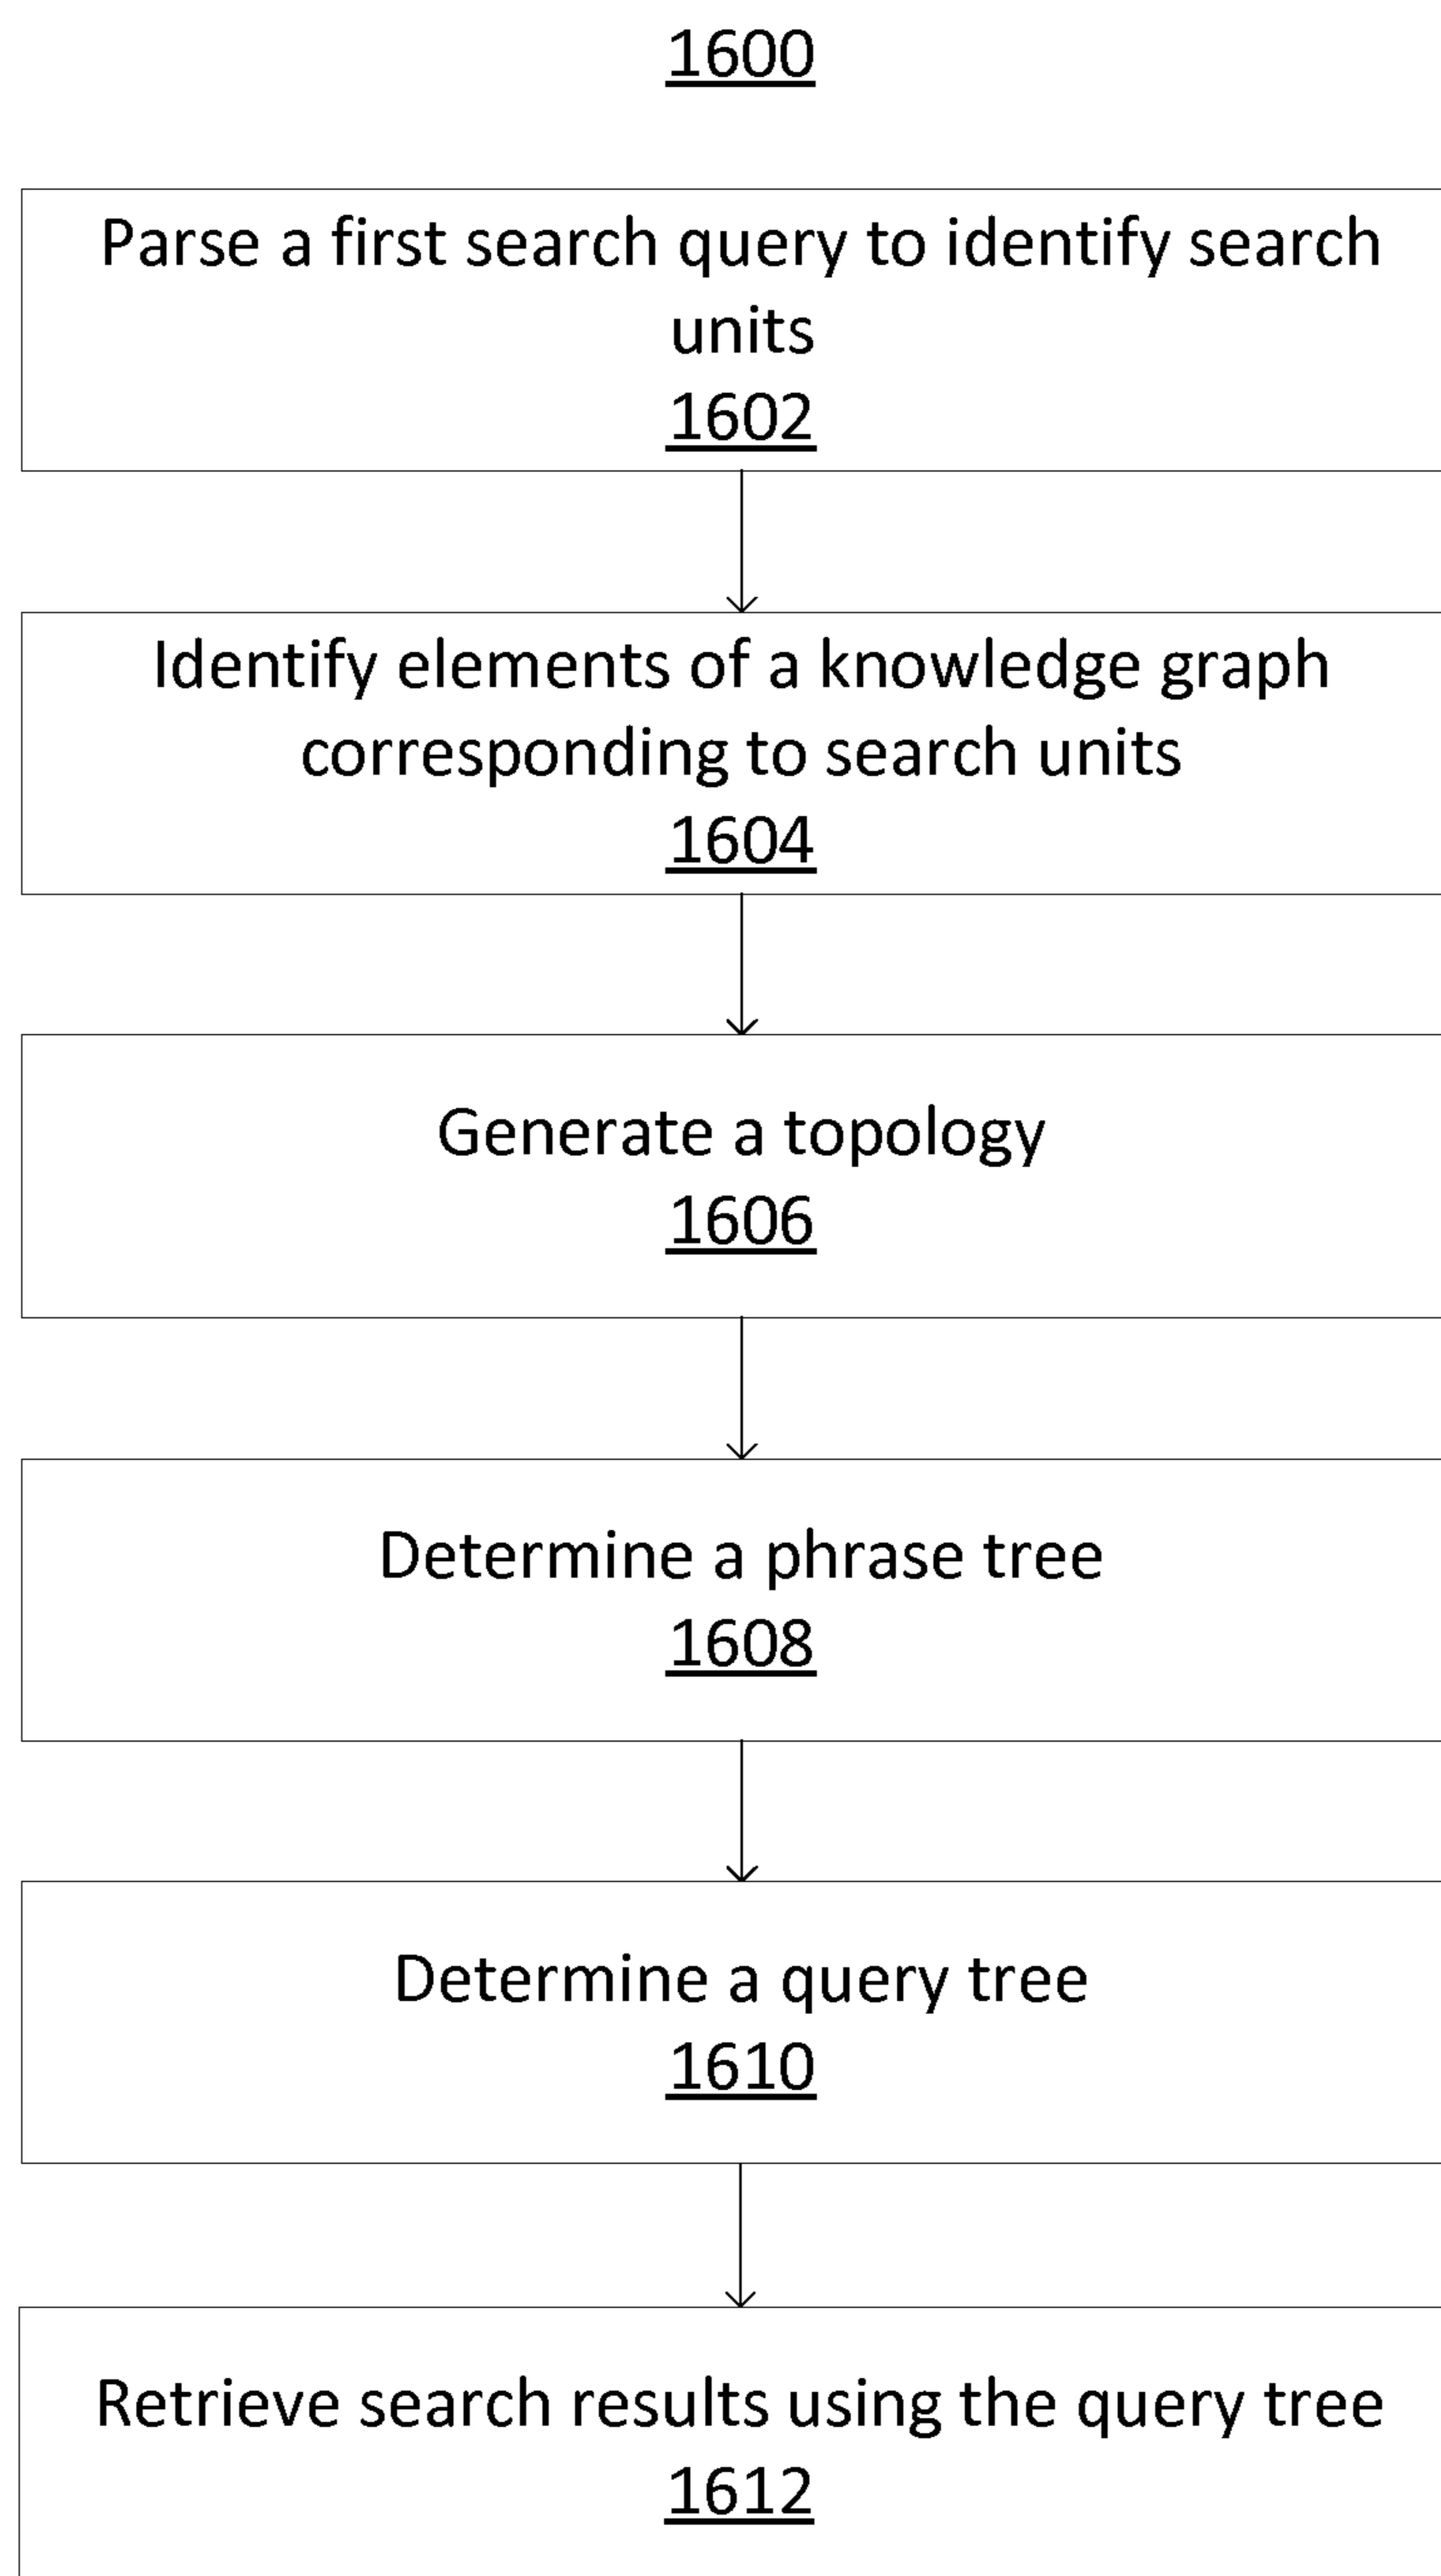 1600
Parse a first search query to identify search
units
1602
Identify elements of a knowledge graph
corresponding to search units
1604
Generate a topology
1606
Determine a phrase tree
1608
Determine a query tree
1610
Retrieve search results using the query tree
1612